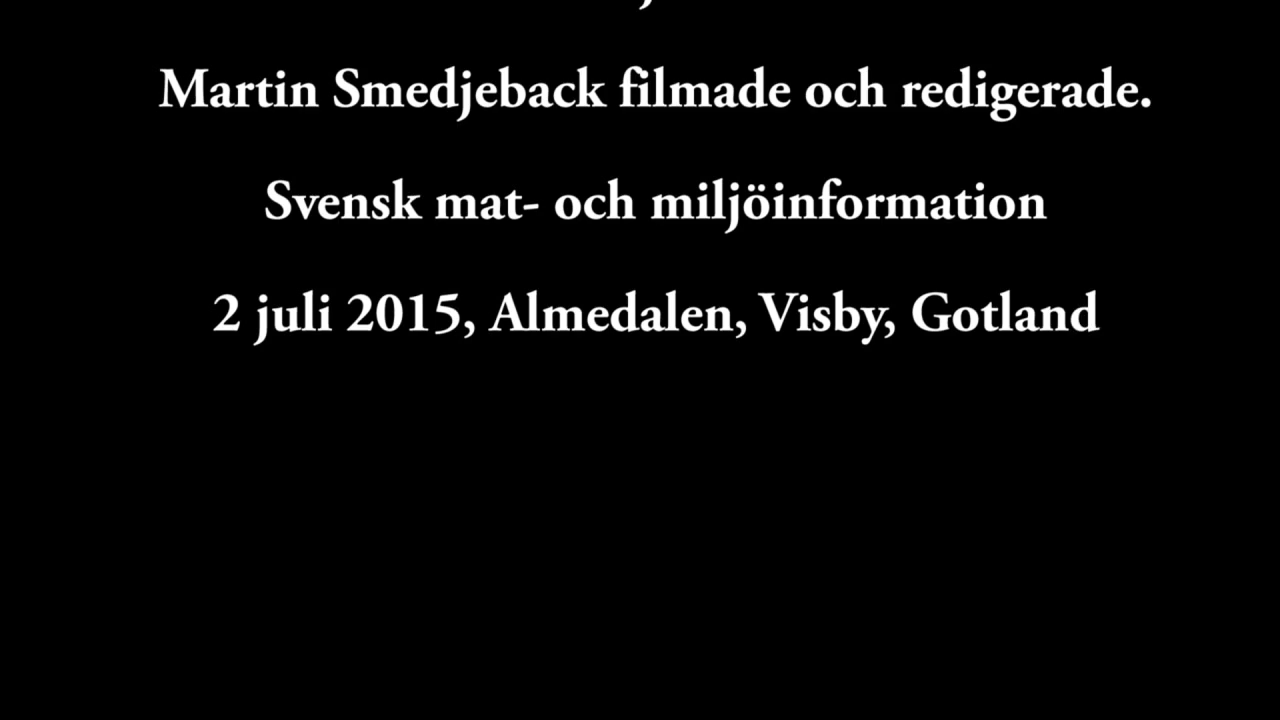 Martin Smedjeback filmade och redigerade.
Svensk mat- och miljöinformation
2 juli 2015, Almedalen, Visby, Gotland